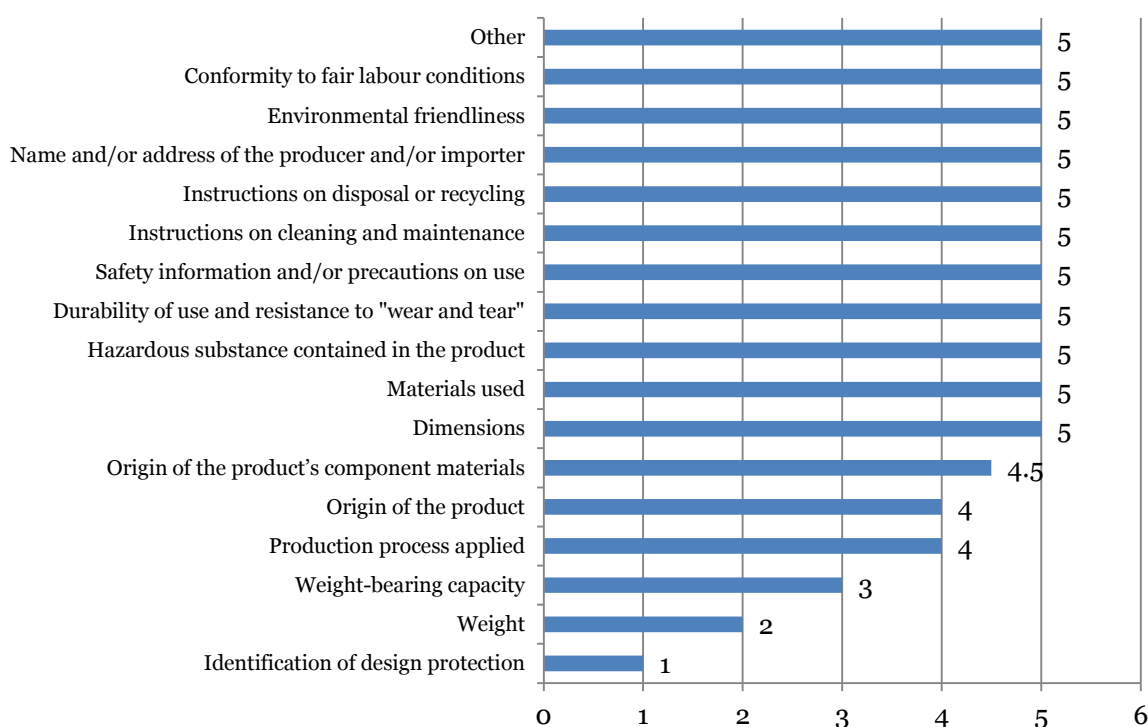 Other 5
Conformity to fair labour conditions 5
Environmental friendliness 5
Name and/or address of the producer and/or importer 5
Instructions on disposal or recycling 5
Instructions on cleaning and maintenance 5
Safety information and/or precautions on use 5
Durability of use and resistance to "wear and tear" 5
Hazardous substance contained in the product 5
Materials used 5
Dimensions 5
Origin of the product’s component materials 4.5
Origin of the product 4
Production process applied 4
Weight-bearing capacity 3
Weight 2
Identification of design protection 1
0 1 2 3 4 5 6